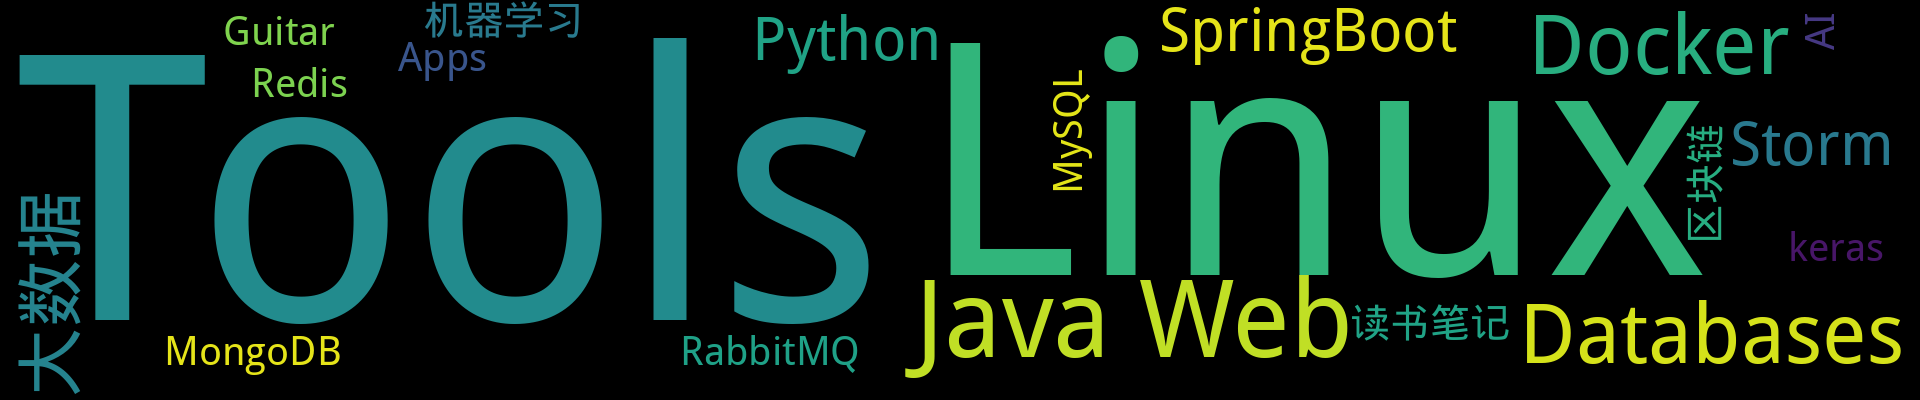 Guitar
机器学习
Apps
Redis
Tools
Python
Linux
MySQL
SpringBoot
Docker
AI
区块链
Storm
keras
大数据
MongoDB
RabbitMQ
Java Web
读书笔记
Databases